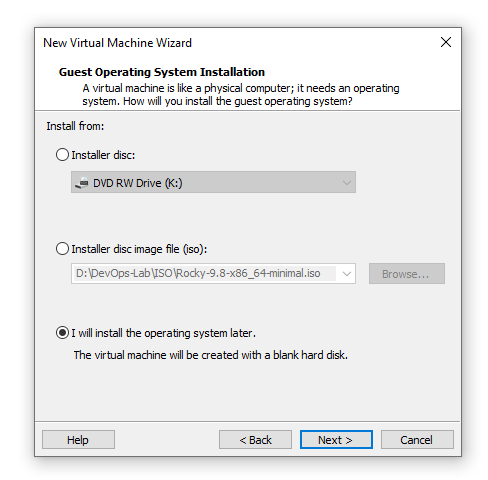 New Virtual Machine Wizard
Guest Operating System Installation
A virtual machine is like a physical computer; it needs an operating
system. How will you install the guest operating system?
Install from:
Installer disc:
DVD RW Drive (K:)
Installer disc image file (iso):
D:\DevOps-Lab\ISO\Rocky-9.8-x86_64-minimal.iso
Browse...
I will install the operating system later.
The virtual machine will be created with a blank hard disk.
Help
< Back
Next >
Cancel